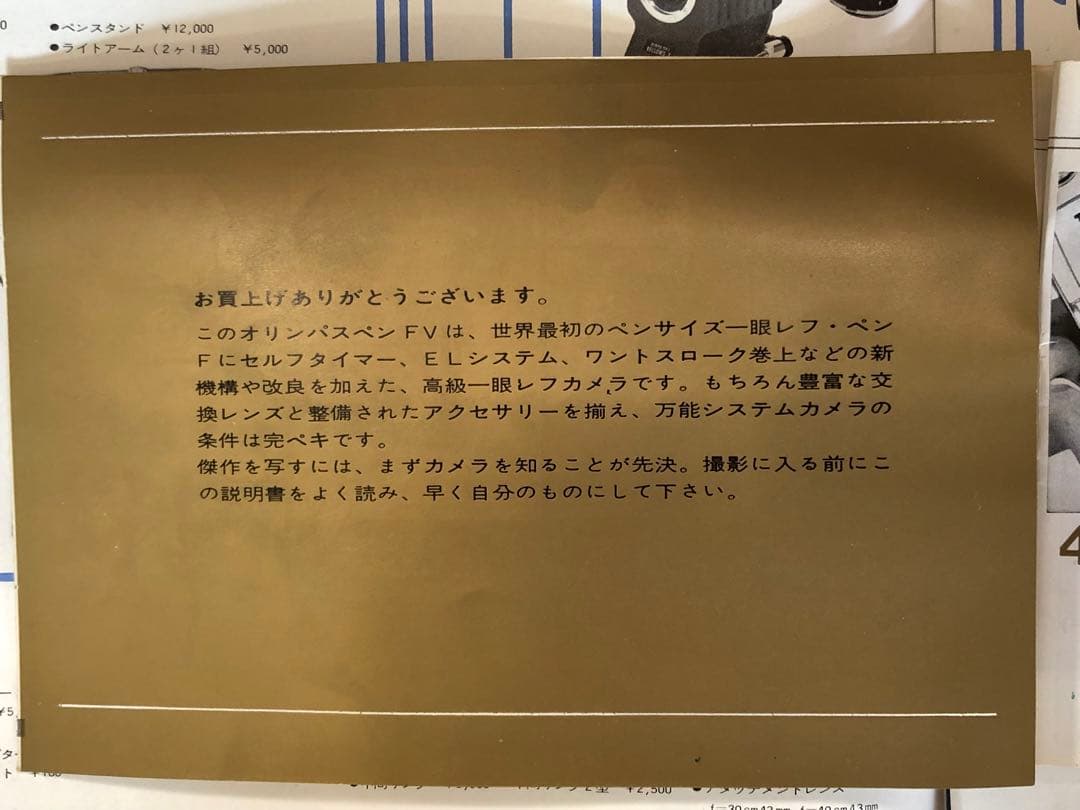 ●ペンスタンド ￥12,000
●ライトアーム（2ヶ1組） ￥5,000
お買上げありがとうございます。
このオリンパスペンFVは、世界最初のペンサイズ一眼レフ・ペン
Fにセルフタイマー、ELシステム、ワントスローク巻上などの新
機構や改良を加えた、高級一眼レフカメラです。もちろん豊富な交
換レンズと整備されたアクセサリーを揃え、万能システムカメラの
条件は完ペキです。
傑作を写すには、まずカメラを知ることが先決。撮影に入る前にこ
の説明書をよく読み、早く自分のものにして下さい。
￥5,
￥2,500